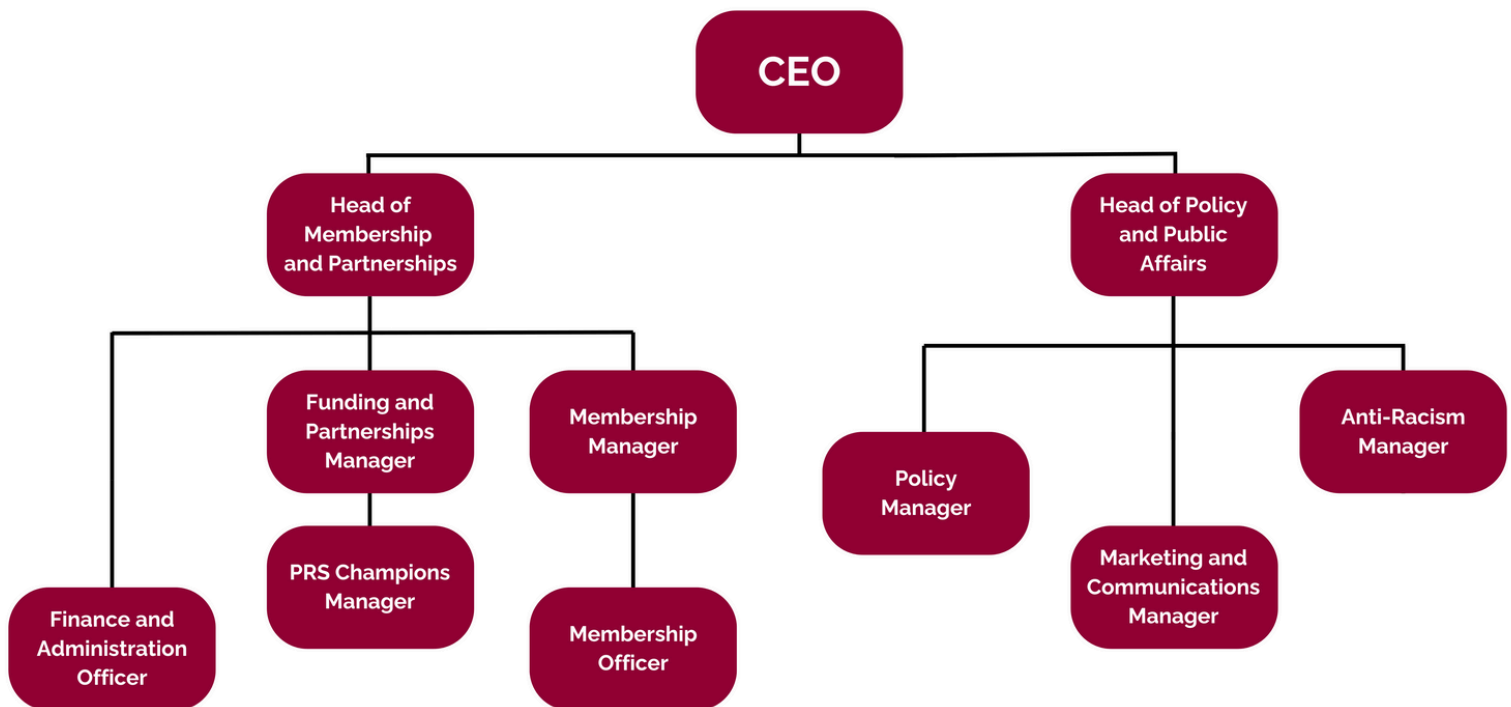 CEO
Head of
Membership
and Partnerships
Head of Policy
and Public
Affairs
Funding and
Partnerships
Manager
Membership
Manager
Anti-Racism
Manager
Policy
Manager
PRS Champions
Manager
Marketing and
Communications
Manager
Finance and
Administration
Officer
Membership
Officer